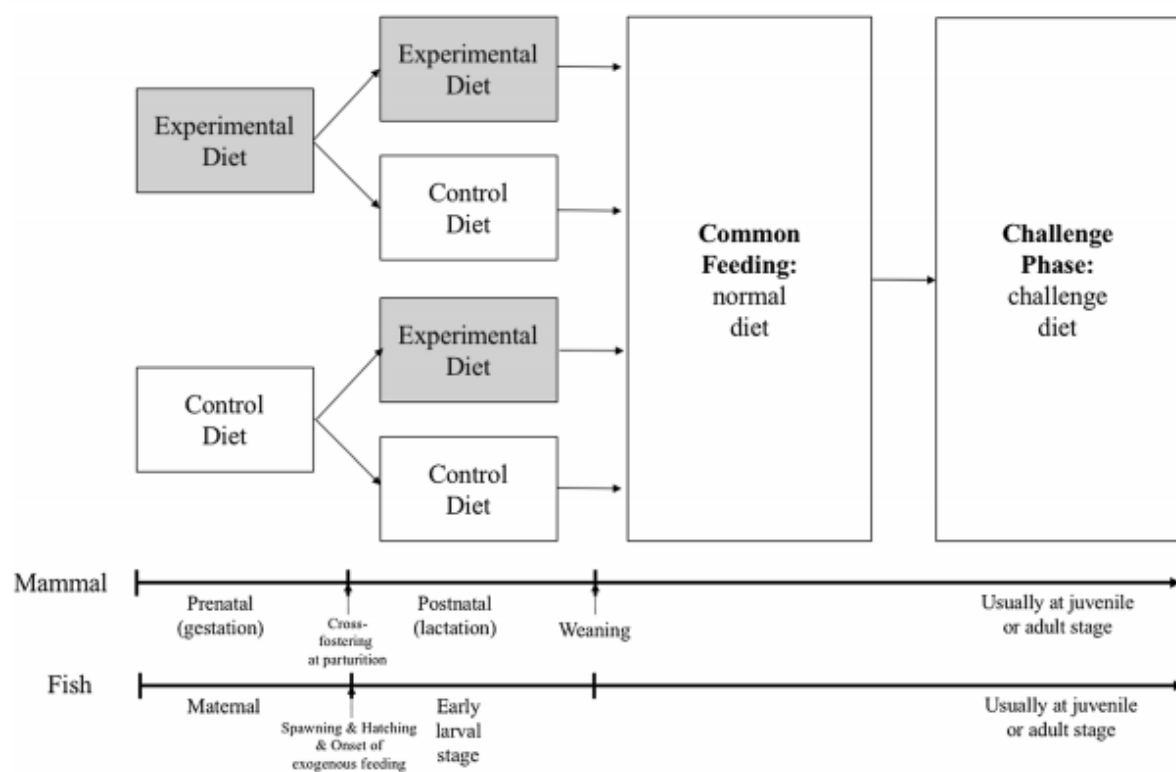 Experimental
Diet
Experimental
Diet
Control
Diet
Control
Diet
Experimental
Diet
Control
Diet
Common
Feeding:
normal
diet
Challenge
Phase:
challenge
diet
Mammal
Prenatal
(gestation)
Cross-
fostering
at parturition
Postnatal
(lactation)
Weaning
Usually at juvenile
or adult stage
Fish
Maternal
Spawning & Hatching
& Onset of
exogenous feeding
Early
larval
stage
Usually at juvenile
or adult stage